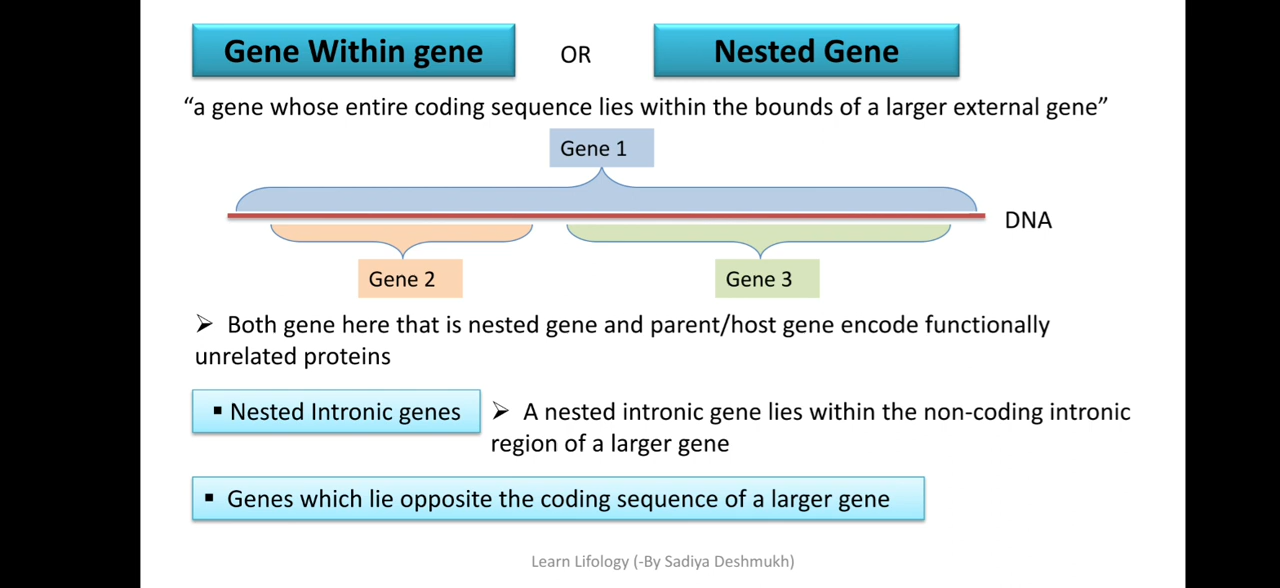 Gene Within gene OR Nested Gene
“a gene whose entire coding sequence lies within the bounds of a larger external gene”
Gene 1
DNA
Gene 2 Gene 3
➢ Both gene here that is nested gene and parent/host gene encode functionally
unrelated proteins
▪ Nested Intronic genes
➢ A nested intronic gene lies within the non-coding intronic
region of a larger gene
▪ Genes which lie opposite the coding sequence of a larger gene
Learn Lifology (-By Sadiya Deshmukh)